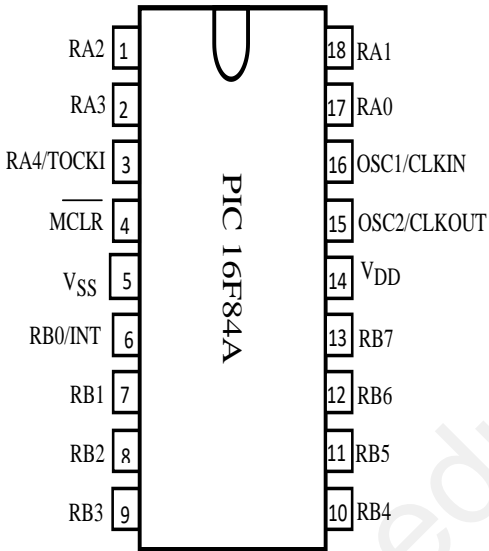 RA2 1 18 RA1
RA3 2 17 RA0
RA4/TOCKI 3 16 OSC1/CLKIN
MCLR 4 15 OSC2/CLKOUT
VSS 5 14 VDD
RB0/INT 6 13 RB7
RB1 7 12 RB6
RB2 8 11 RB5
RB3 9 10 RB4
PIC 16F84A